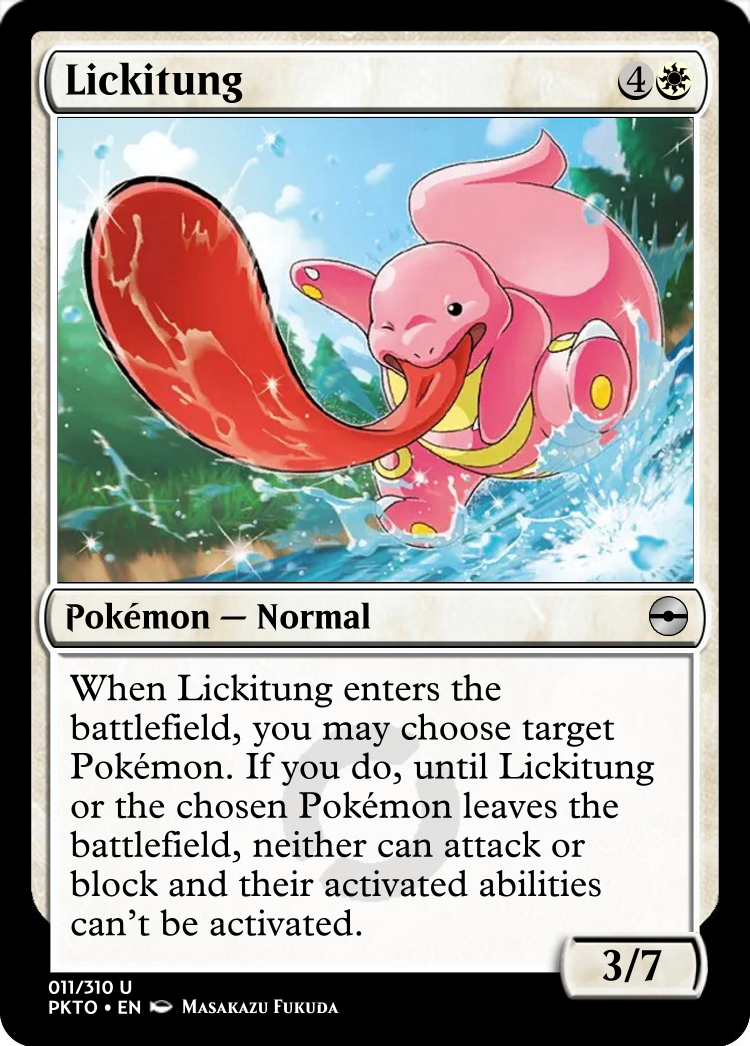 Lickitung
4
Pokémon — Normal
When Lickitung enters the
battlefield, you may choose target
Pokémon. If you do, until Lickitung
or the chosen Pokémon leaves the
battlefield, neither can attack or
block and their activated abilities
can't be activated.
3/7
011/310 U
PKTO • EN Masakazu Fukuda